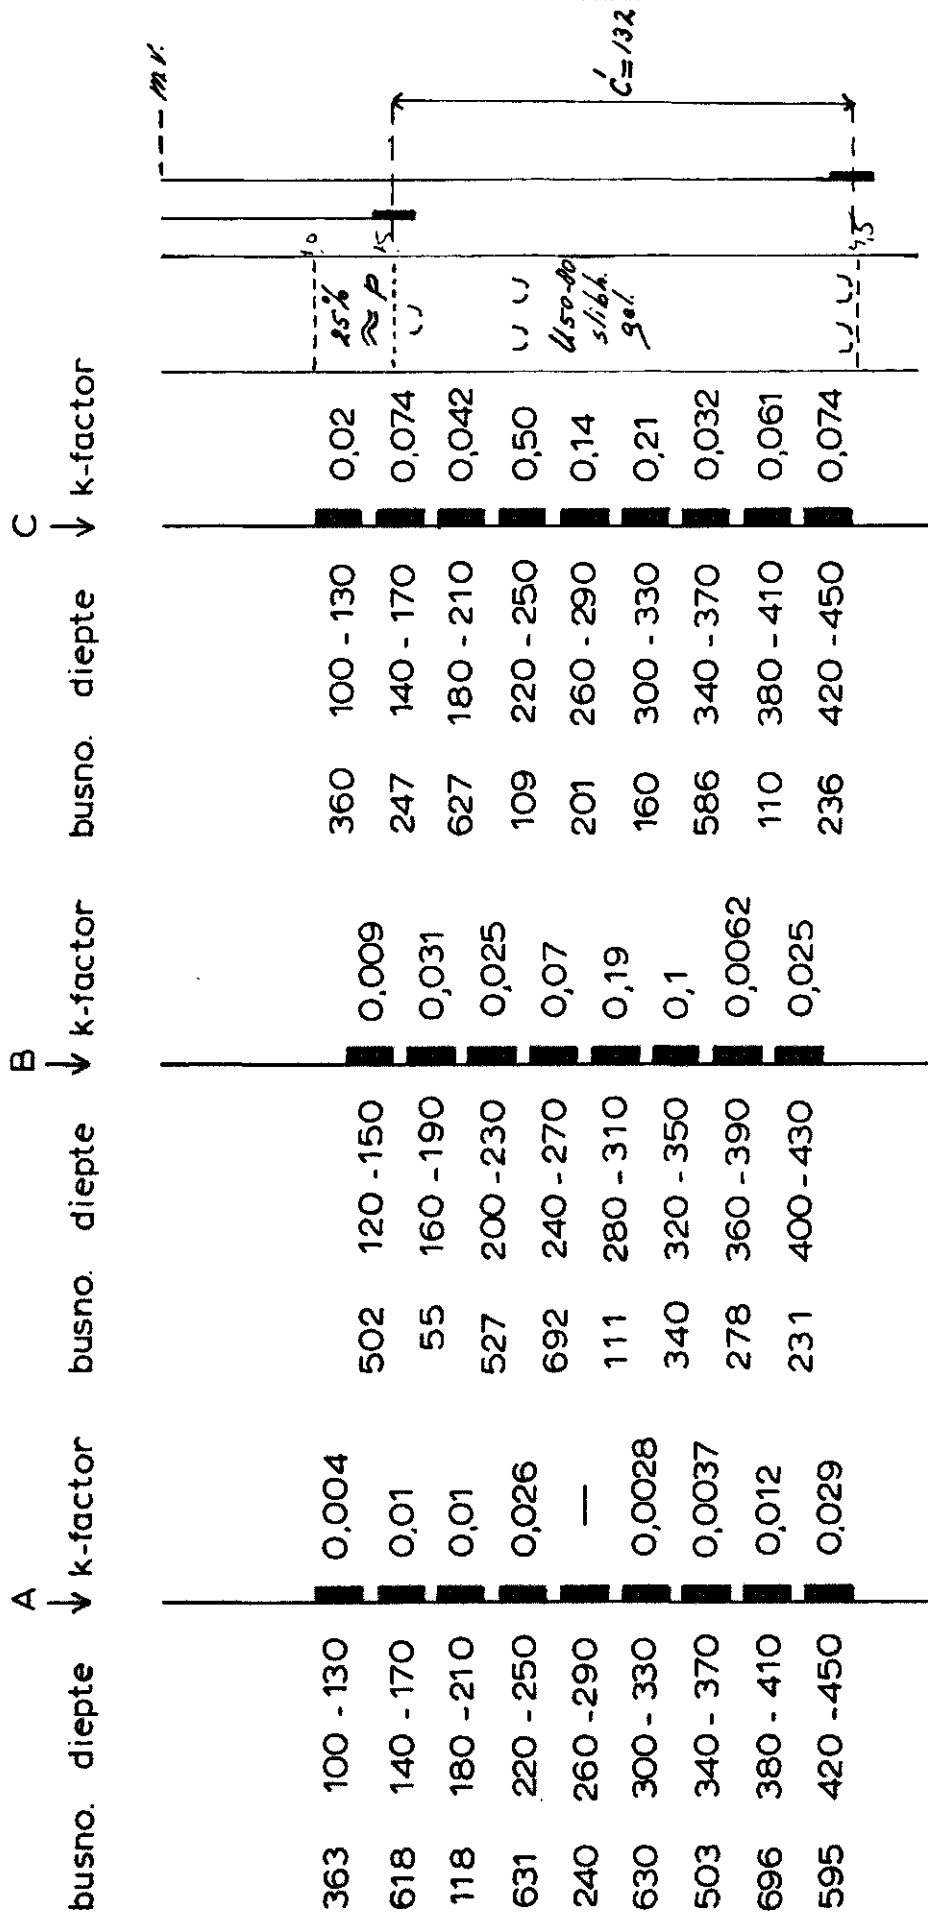 A
busno. diepte k-factor
363 100-130 0,004
618 140-170 0,01
118 180-210 0,01
631 220-250 0,026
240 260-290 —
630 300-330 0,0028
503 340-370 0,0037
696 380-410 0,012
595 420-450 0,029
B
busno. diepte k-factor
502 120-150 0,009
55 160-190 0,031
527 200-230 0,025
692 240-270 0,07
111 280-310 0,19
340 320-350 0,1
278 360-390 0,0062
231 400-430 0,025
C
busno. diepte k-factor
360 100-130 0,02
247 140-170 0,074
627 180-210 0,042
109 220-250 0,50
201 260-290 0,14
160 300-330 0,21
586 340-370 0,032
110 380-410 0,061
236 420-450 0,074
m.v.
1,0
25%
≈ p
15
U50-80
slibh.
gel.
4,5
C'=132